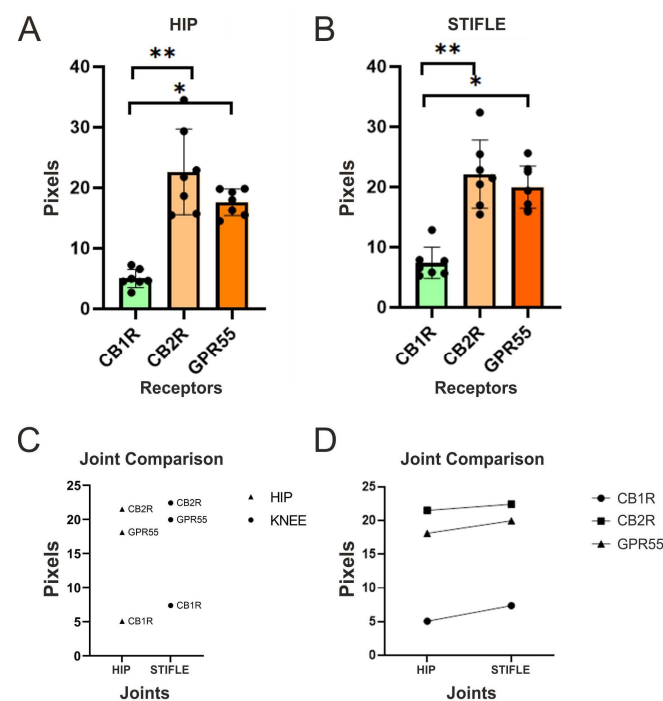 A
HIP
**
*
40
30
20
10
0
Pixels
CB1R
CB2R
GPR55
Receptors
B
STIFLE
**
*
40
30
20
10
0
Pixels
CB1R
CB2R
GPR55
Receptors
C
Joint Comparison
25
20
15
10
5
0
Pixels
CB2R
GPR55
CB1R
CB2R
GPR55
CB1R
HIP
STIFLE
Joints
HIP
KNEE
D
Joint Comparison
25
20
15
10
5
0
Pixels
HIP
STIFLE
Joints
CB1R
CB2R
GPR55